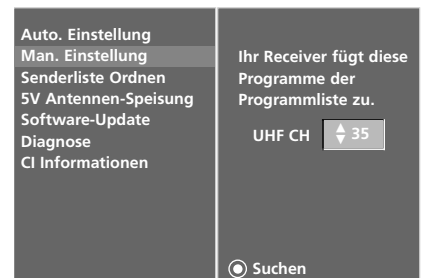 Auto. Einstellung
Man. Einstellung
Senderliste Ordnen
5V Antennen-Speisung
Software-Update
Diagnose
CI Informationen
Ihr Receiver fügt diese
Programme der
Programmliste zu.
UHF CH 35
Suchen